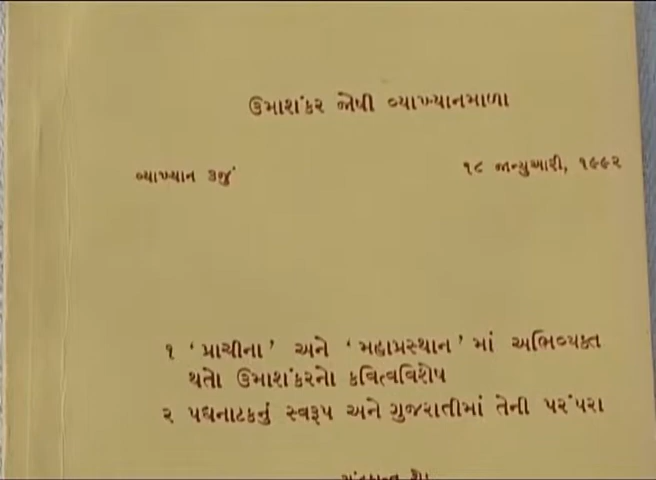 ઉમાશંકર જોષી વ્યાખ્યાનમાળા
વ્યાખ્યાન ૩જું
૧૮ જાન્યુઆરી, ૧૯૯૨
૧ ‘પ્રાચીના’ અને ‘મહાપ્રસ્થાન’માં અભિવ્યક્ત
થતો ઉમાશંકરનો કવિત્વવિશેષ
૨ પદ્યનાટકનું સ્વરૂપ અને ગુજરાતીમાં તેની પરંપરા